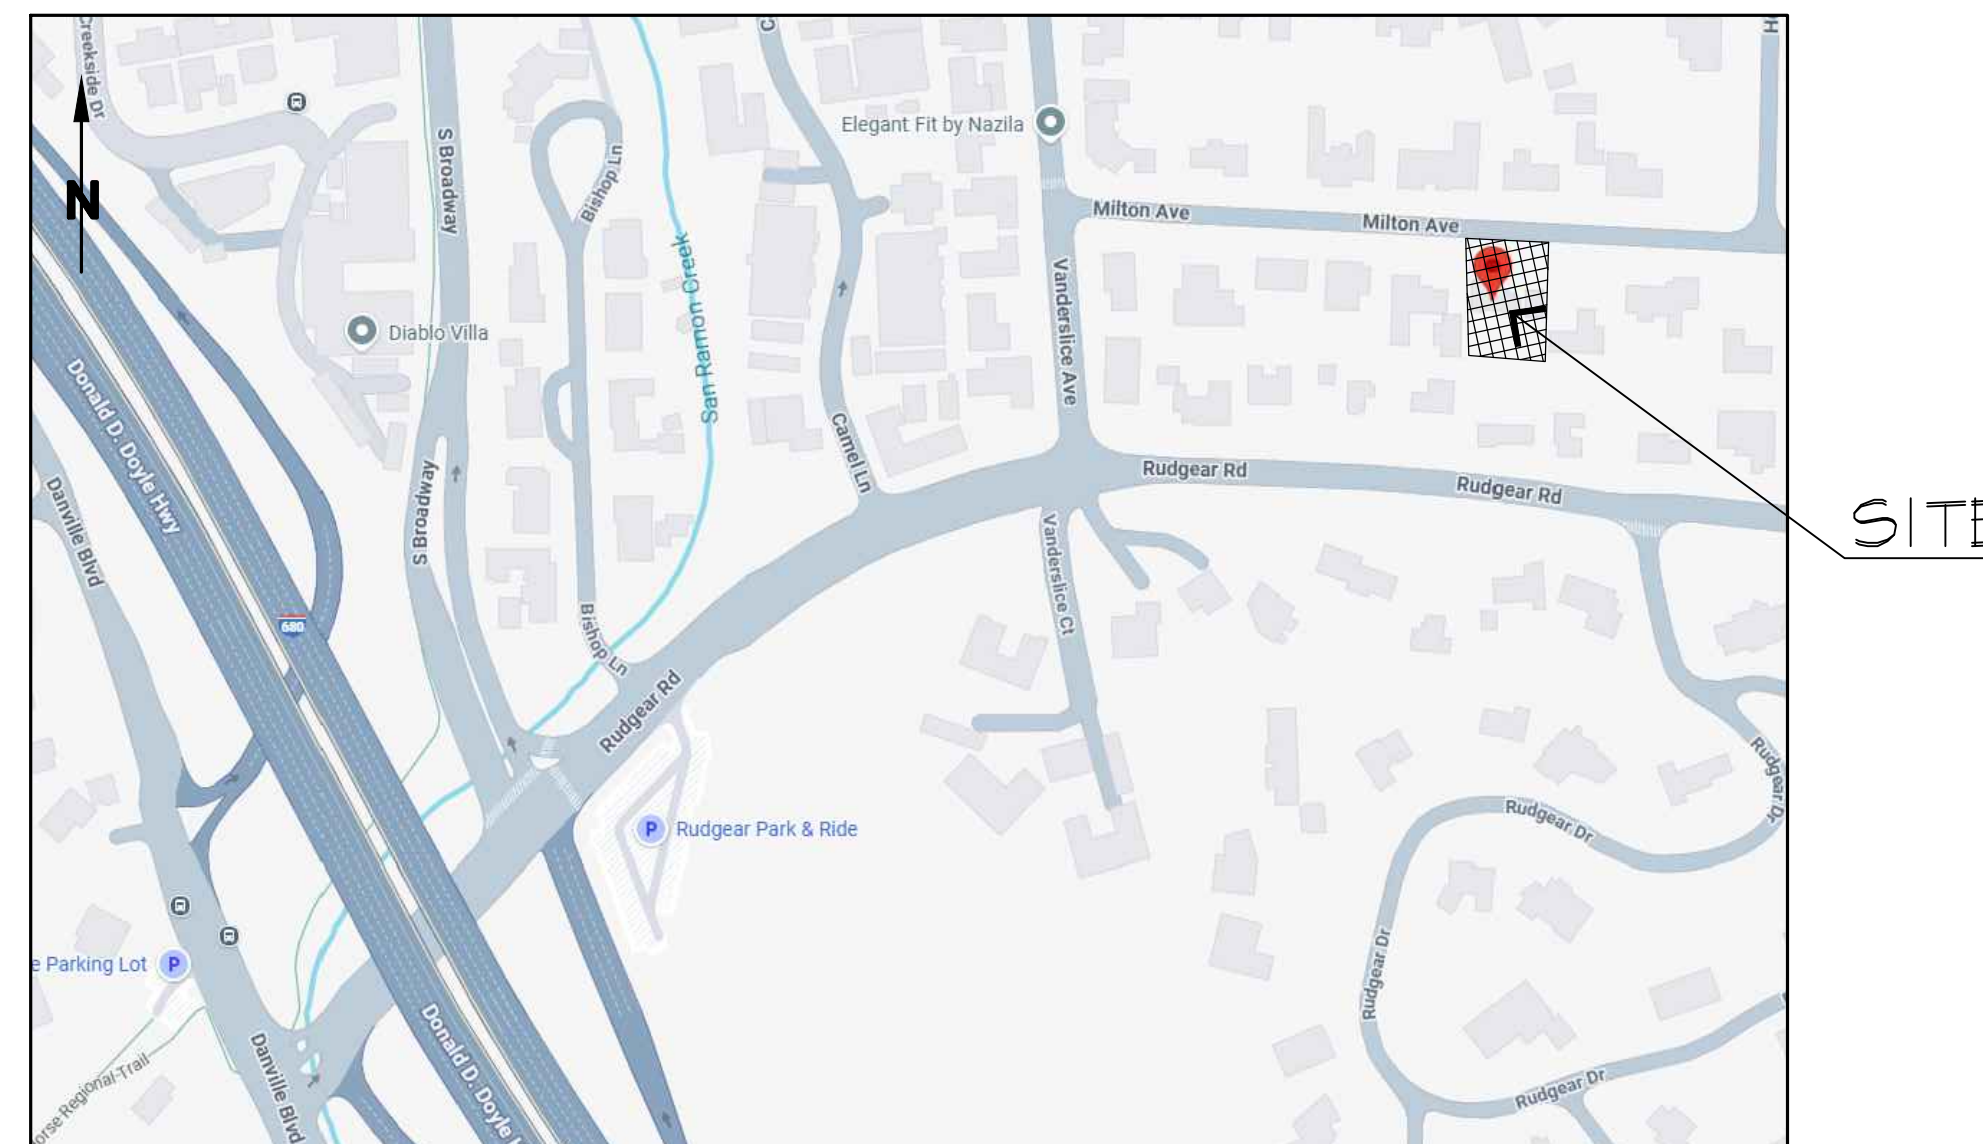 Creekside Dr
N
S Broadway
Bishop Ln
Elegant Fit by Nazila
Milton Ave
Milton Ave
San Ramon Creek
Vanderslice Ave
Diablo Villa
Donald D. Doyle Hwy
Danville Blvd
S Broadway
Camel Ln
Rudgear Rd
Rudgear Rd
SITE
Vanderslice Ct
680
Bishop Ln
Rudgear Rd
Rudgear Dr
Rudgear Dr
P
Rudgear Park & Ride
e Parking Lot
P
Rudgear Dr
Donald D. Doyle
Danville Blvd
orse Regional Trail
Rudgear Dr